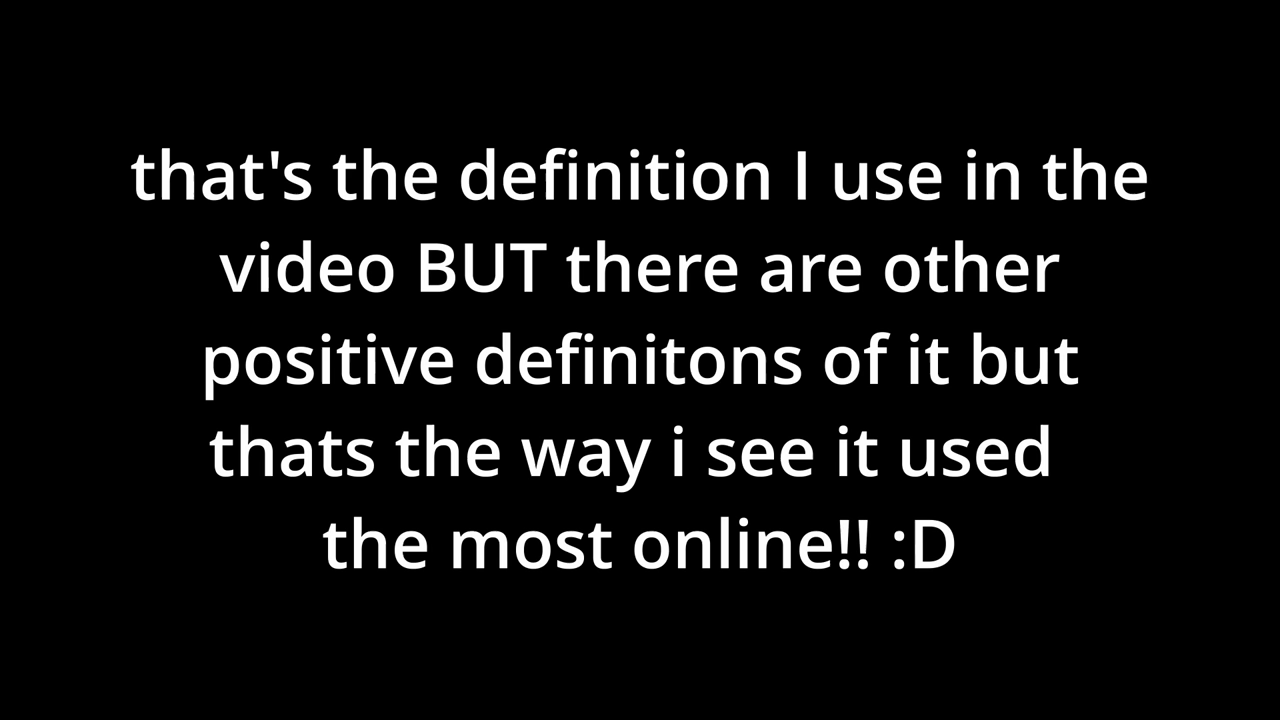 that's the definition I use in the
video BUT there are other
positive definitons of it but
thats the way i see it used
the most online!! :D